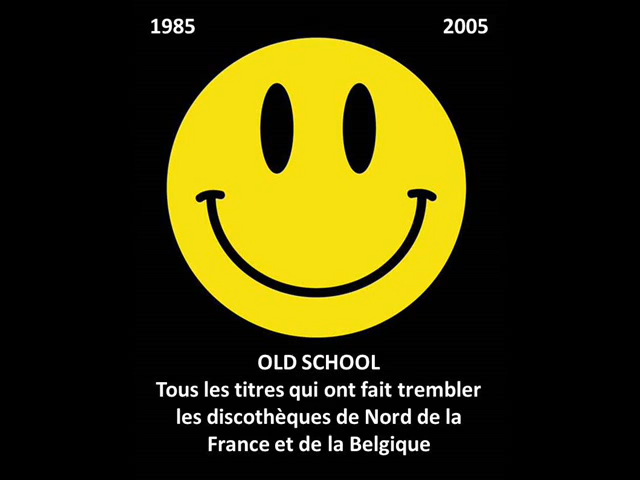 1985 2005
OLD SCHOOL
Tous les titres qui ont fait trembler
les discothèques de Nord de la
France et de la Belgique